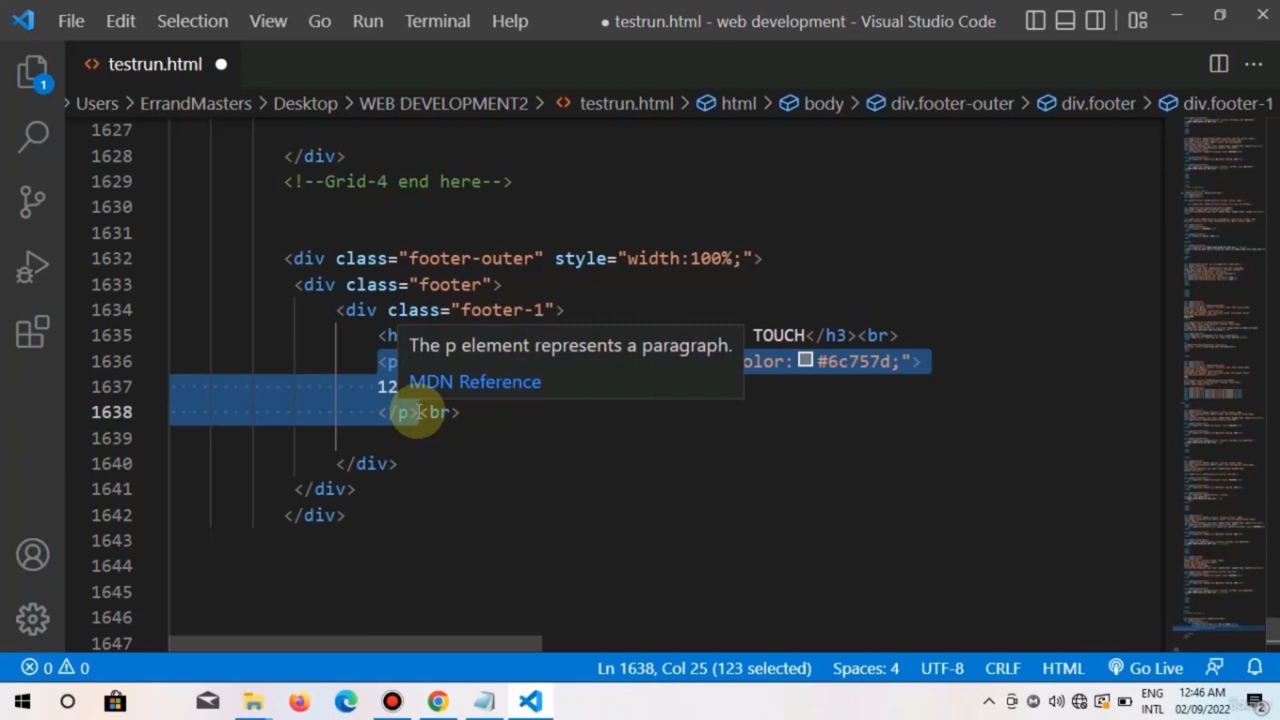 File Edit Selection View Go Run Terminal Help ● testrun.html - web development - Visual Studio Code
testrun.html
1
Users > ErrandMasters > Desktop > WEB DEVELOPMENT2 > testrun.html > html > body > div.footer-outer > div.footer > div.footer-1
1627
1628 </div>
1629 <!--Grid-4 end here-->
1630
1631
1632 <div class="footer-outer" style="width:100%;">
1633 <div class="footer">
1634 <div class="footer-1">
1635 <h TOUCH</h3><br>
The p element represents a paragraph.
1636 <p olor: #6c757d;">
1637 12
MDN Reference
1638 </p><br>
1639
1640 </div>
1641 </div>
1642 </div>
1643
1644
1645
1646
1647
0 0 Ln 1638, Col 25 (123 selected) Spaces: 4 UTF-8 CRLF HTML Go Live
ENG 12:46 AM
INTL 02/09/2022 2